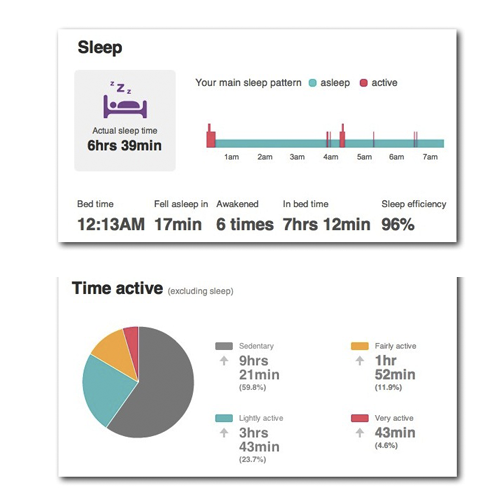 Sleep
z z z
Your main sleep pattern asleep active
Actual sleep time
6hrs 39min
1am 2am 3am 4am 5am 6am 7am
Bed time Fell asleep in Awakened In bed time Sleep efficiency
12:13AM 17min 6 times 7hrs 12min 96%
Time active (excluding sleep)
Sedentary
9hrs
21min
(59.8%)
Fairly active
1hr
52min
(11.9%)
Lightly active
3hrs
43min
(23.7%)
Very active
43min
(4.6%)